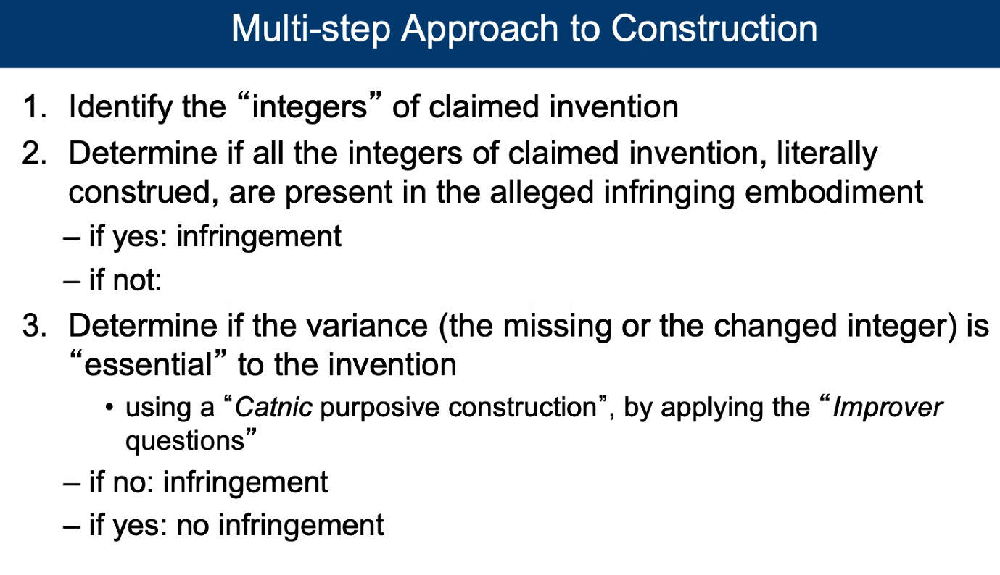 Multi-step Approach to Construction
1. Identify the “integers” of claimed invention
2. Determine if all the integers of claimed invention, literally
construed, are present in the alleged infringing embodiment
– if yes: infringement
– if not:
3. Determine if the variance (the missing or the changed integer) is
“essential” to the invention
• using a “Catnic purposive construction”, by applying the “Improver
questions”
– if no: infringement
– if yes: no infringement